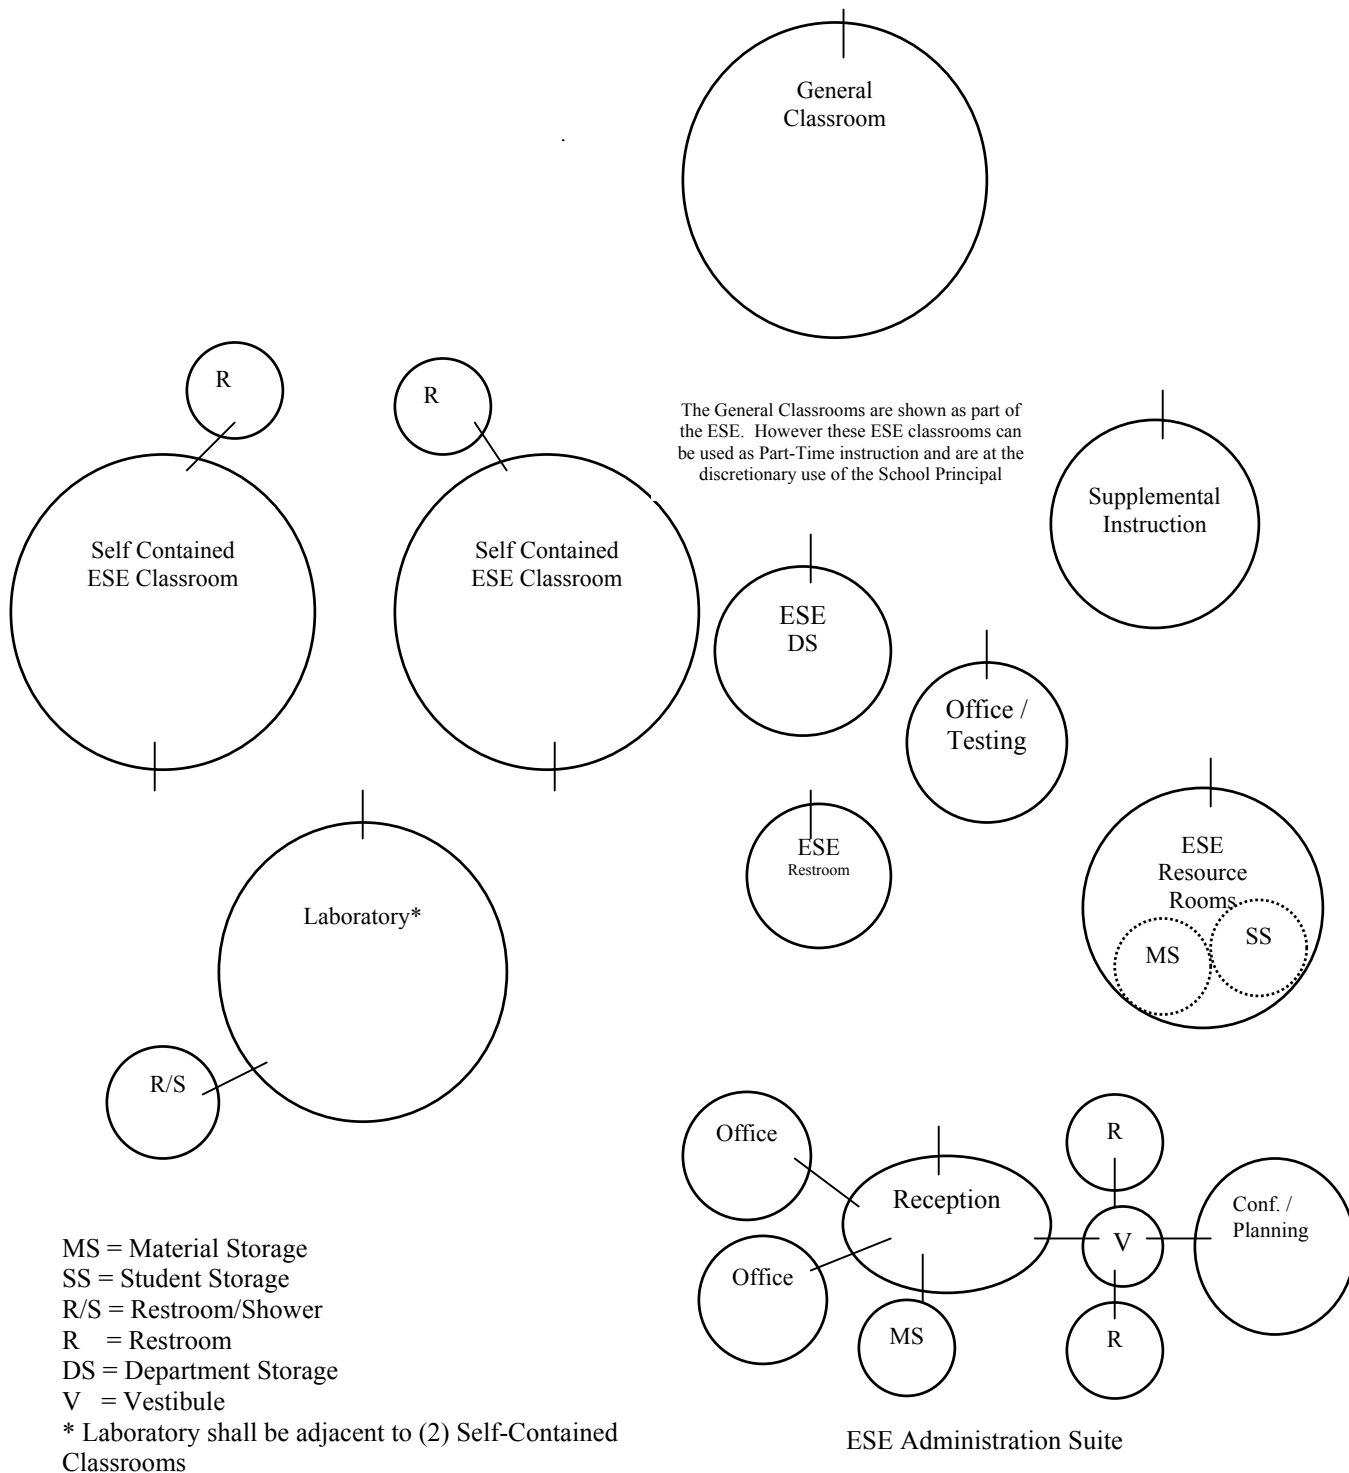 General
Classroom
R
R
The General Classrooms are shown as part of
the ESE.  However these ESE classrooms can
be used as Part-Time instruction and are at the
discretionary use of the School Principal
Supplemental
Instruction
Self Contained
ESE Classroom
Self Contained
ESE Classroom
ESE
DS
Office /
Testing
ESE
Restroom
ESE
Resource
Rooms
MS
SS
Laboratory*
R/S
Office
Reception
R
Conf. /
Planning
V
Office
MS
R
MS = Material Storage
SS = Student Storage
R/S = Restroom/Shower
R    = Restroom
DS = Department Storage
V   = Vestibule
* Laboratory shall be adjacent to (2) Self-Contained
Classrooms
ESE Administration Suite